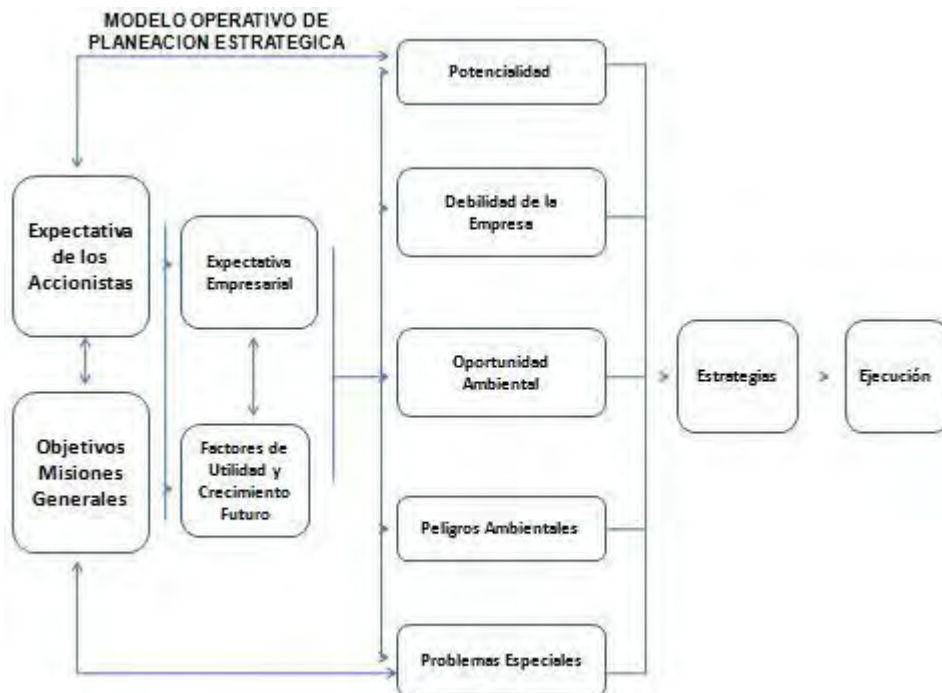 MODELO OPERATIVO DE
PLANEACION ESTRATEGICA
Expectativa
de los
Accionistas
Objetivos
Misiones
Generales
Expectativa
Empresarial
Factores de
Utilidad y
Crecimiento
Futuro
Potencialidad
Debilidad de la
Empresa
Oportunidad
Ambiental
Peligros Ambientales
Problemas Especiales
Estrategias
Ejecución